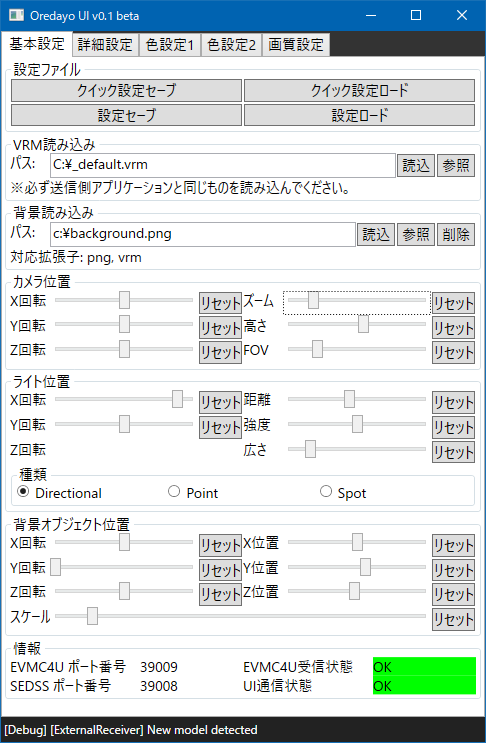 Oredayo UI v0.1 beta
基本設定 詳細設定 色設定1 色設定2 画質設定
設定ファイル
クイック設定セーブ クイック設定ロード
設定セーブ 設定ロード
VRM読み込み
パス: C:¥_default.vrm 読込 参照
※必ず送信側アプリケーションと同じものを読み込んでください。
背景読み込み
パス: c:¥background.png 読込 参照 削除
対応拡張子: png, vrm
カメラ位置
X回転 リセット ズーム リセット
Y回転 リセット 高さ リセット
Z回転 リセット FOV リセット
ライト位置
X回転 リセット 距離 リセット
Y回転 リセット 強度 リセット
Z回転 広さ リセット
種類
Directional Point Spot
背景オブジェクト位置
X回転 リセット X位置 リセット
Y回転 リセット Y位置 リセット
Z回転 リセット Z位置 リセット
スケール リセット
情報
EVMC4U ポート番号 39009 EVMC4U受信状態 OK
SEDSS ポート番号 39008 UI通信状態 OK
[Debug] [ExternalReceiver] New model detected